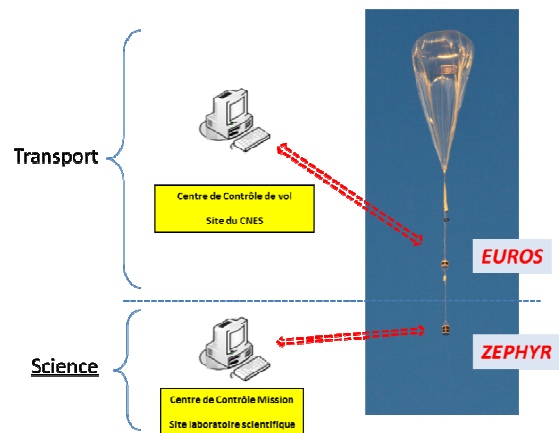 Transport
Centre de Contrôle de vol
Site du CNES
EUROS
Science
ZEPHYR
Centre de Contrôle Mission
Site laboratoire scientifique